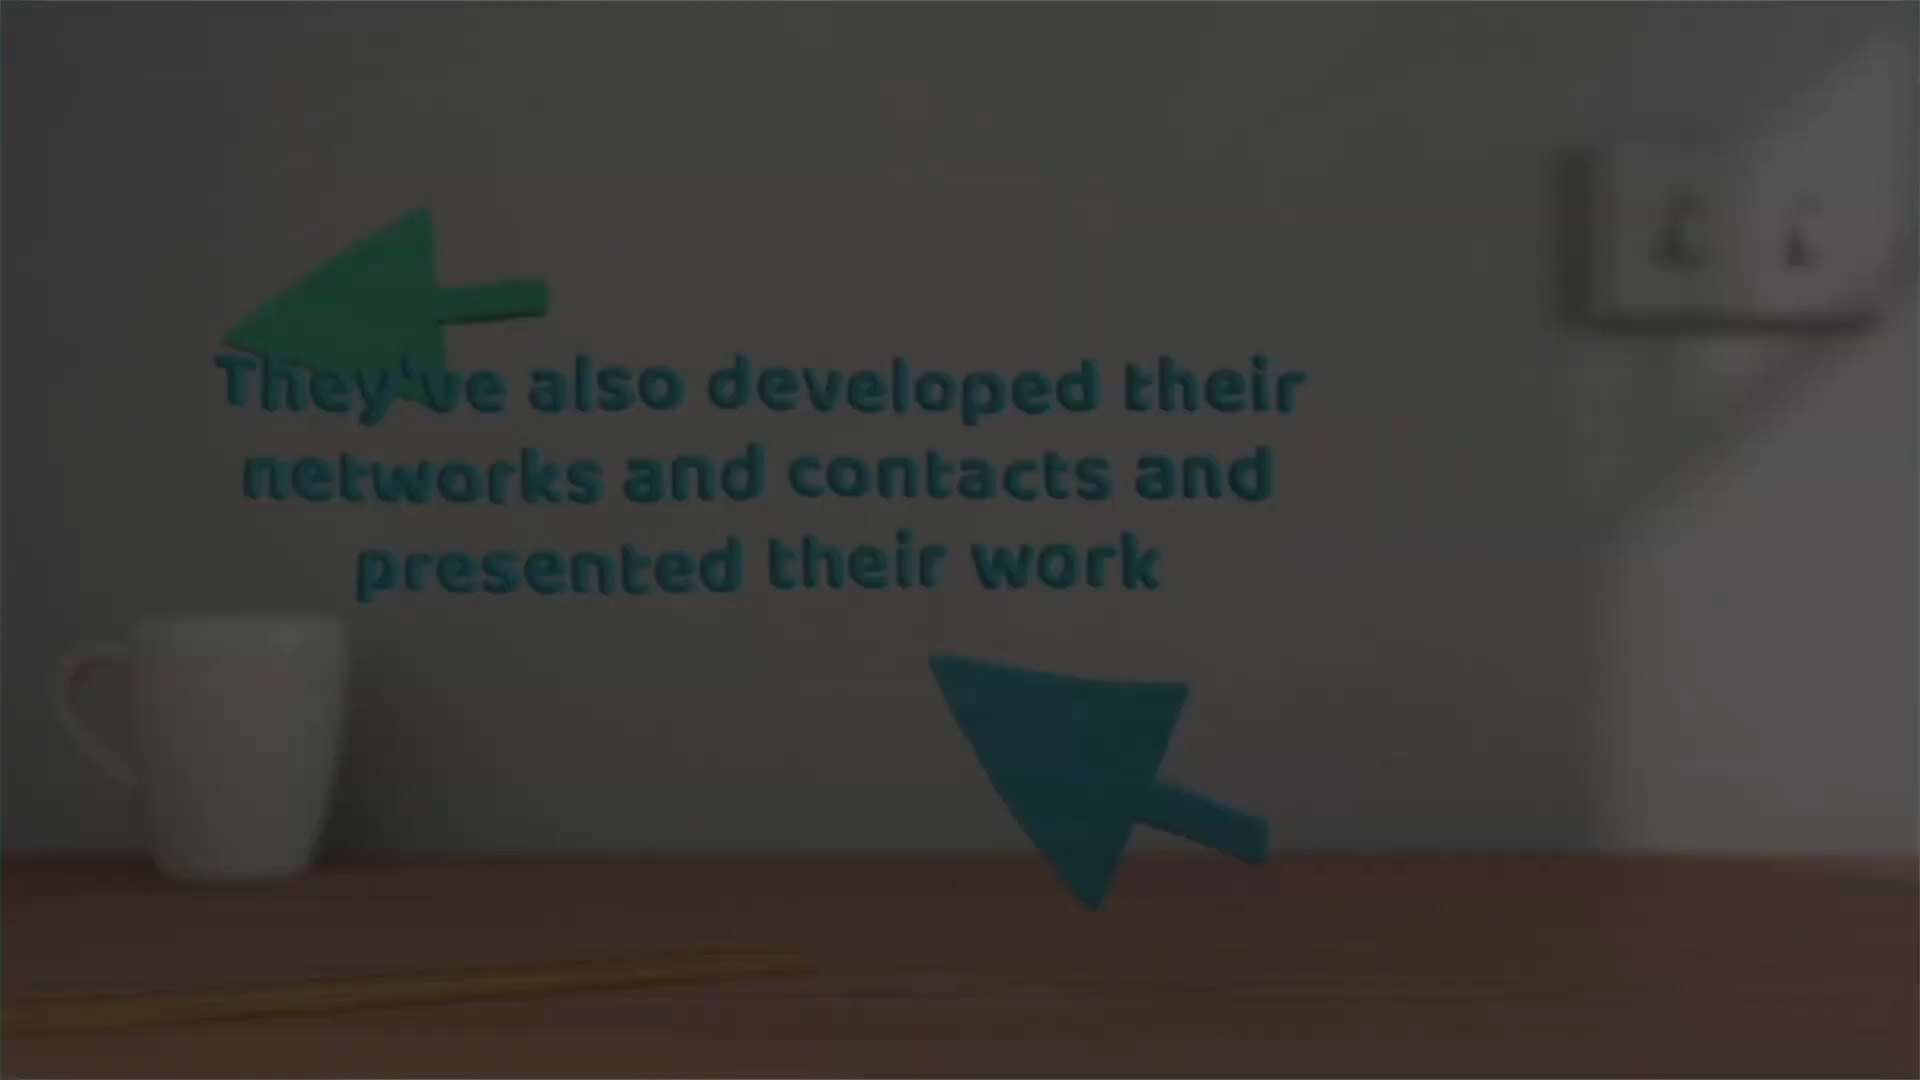 They've also developed their
networks and contacts and
presented their work